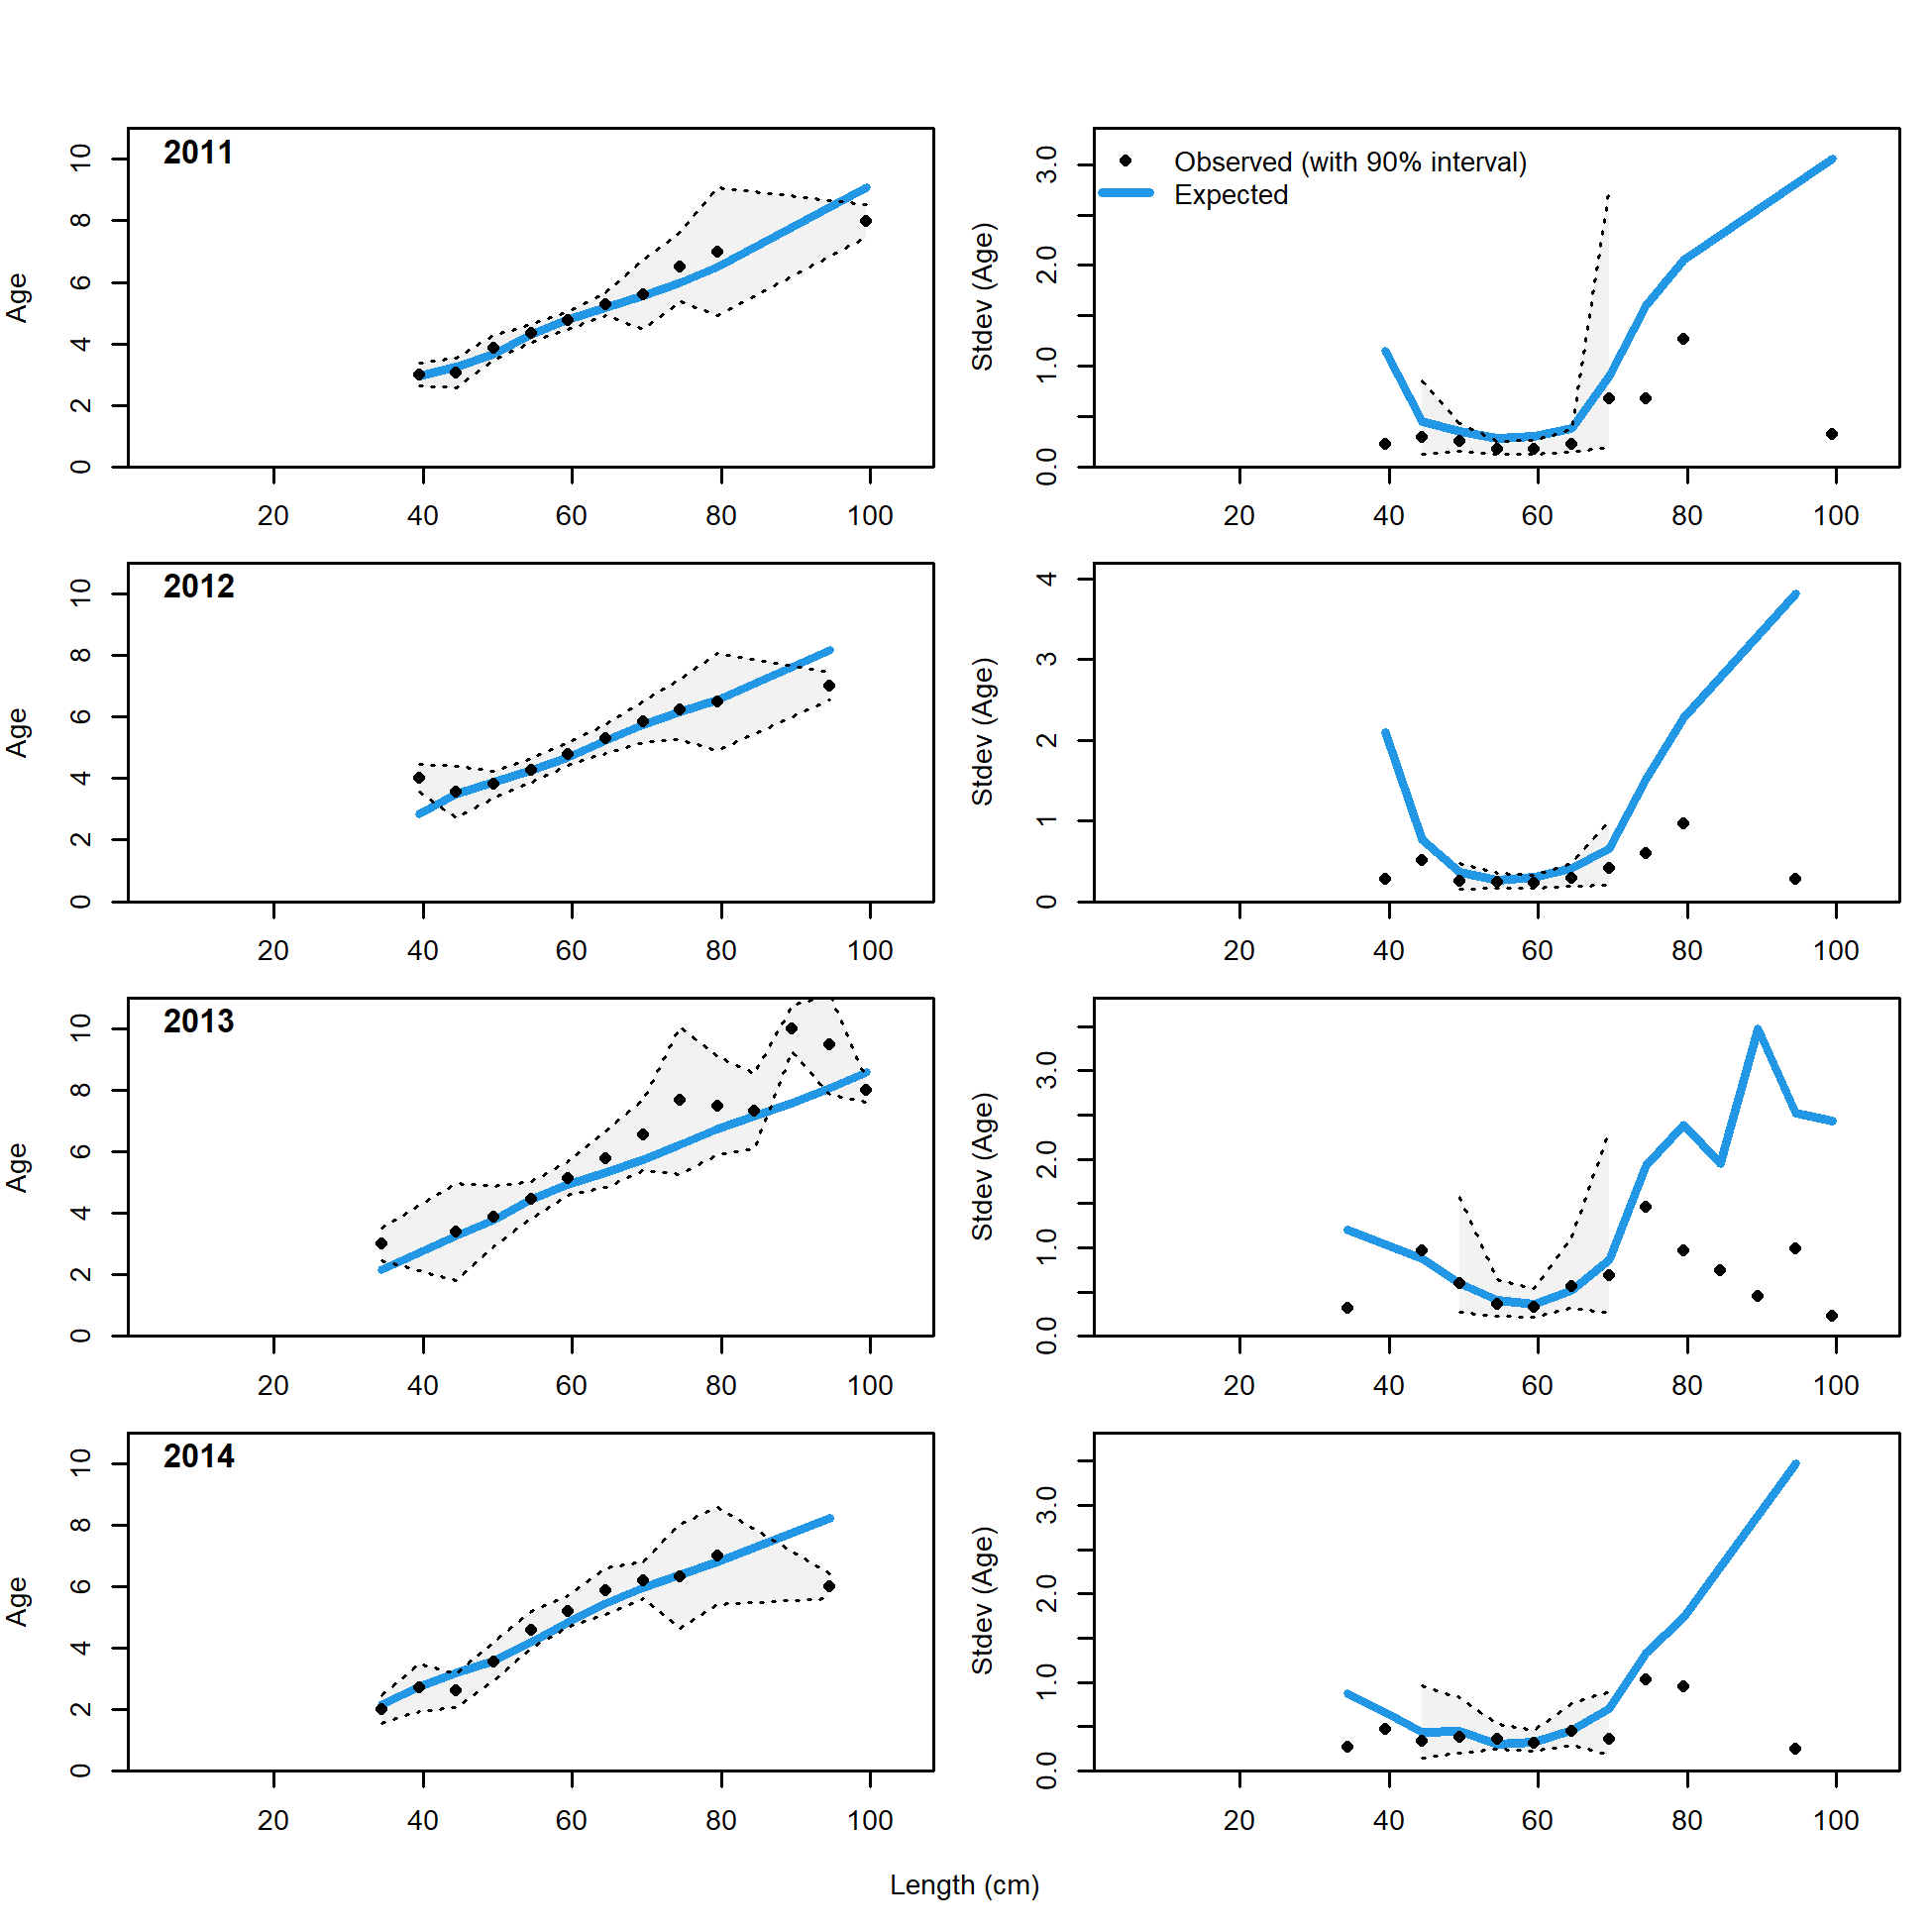 2011
Age
0 2 4 6 8 10
20 40 60 80 100
Observed (with 90% interval)
Expected
Stdev (Age)
0.0 1.0 2.0 3.0
20 40 60 80 100
2012
Age
0 2 4 6 8 10
20 40 60 80 100
Stdev (Age)
0 1 2 3 4
20 40 60 80 100
2013
Age
0 2 4 6 8 10
20 40 60 80 100
Stdev (Age)
0.0 1.0 2.0 3.0
20 40 60 80 100
2014
Age
0 2 4 6 8 10
20 40 60 80 100
Stdev (Age)
0.0 1.0 2.0 3.0
20 40 60 80 100
Length (cm)